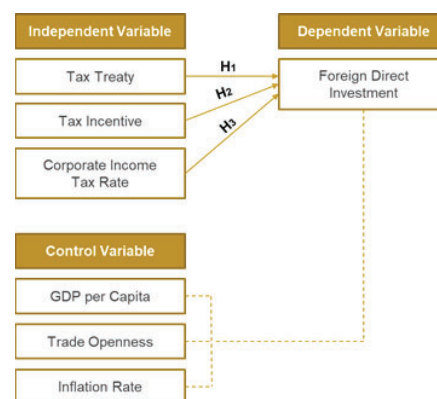 Independent Variable
Dependent Variable
Tax Treaty
H1
Foreign Direct
Investment
H2
Tax Incentive
H3
Corporate Income
Tax Rate
Control Variable
GDP per Capita
Trade Openness
Inflation Rate